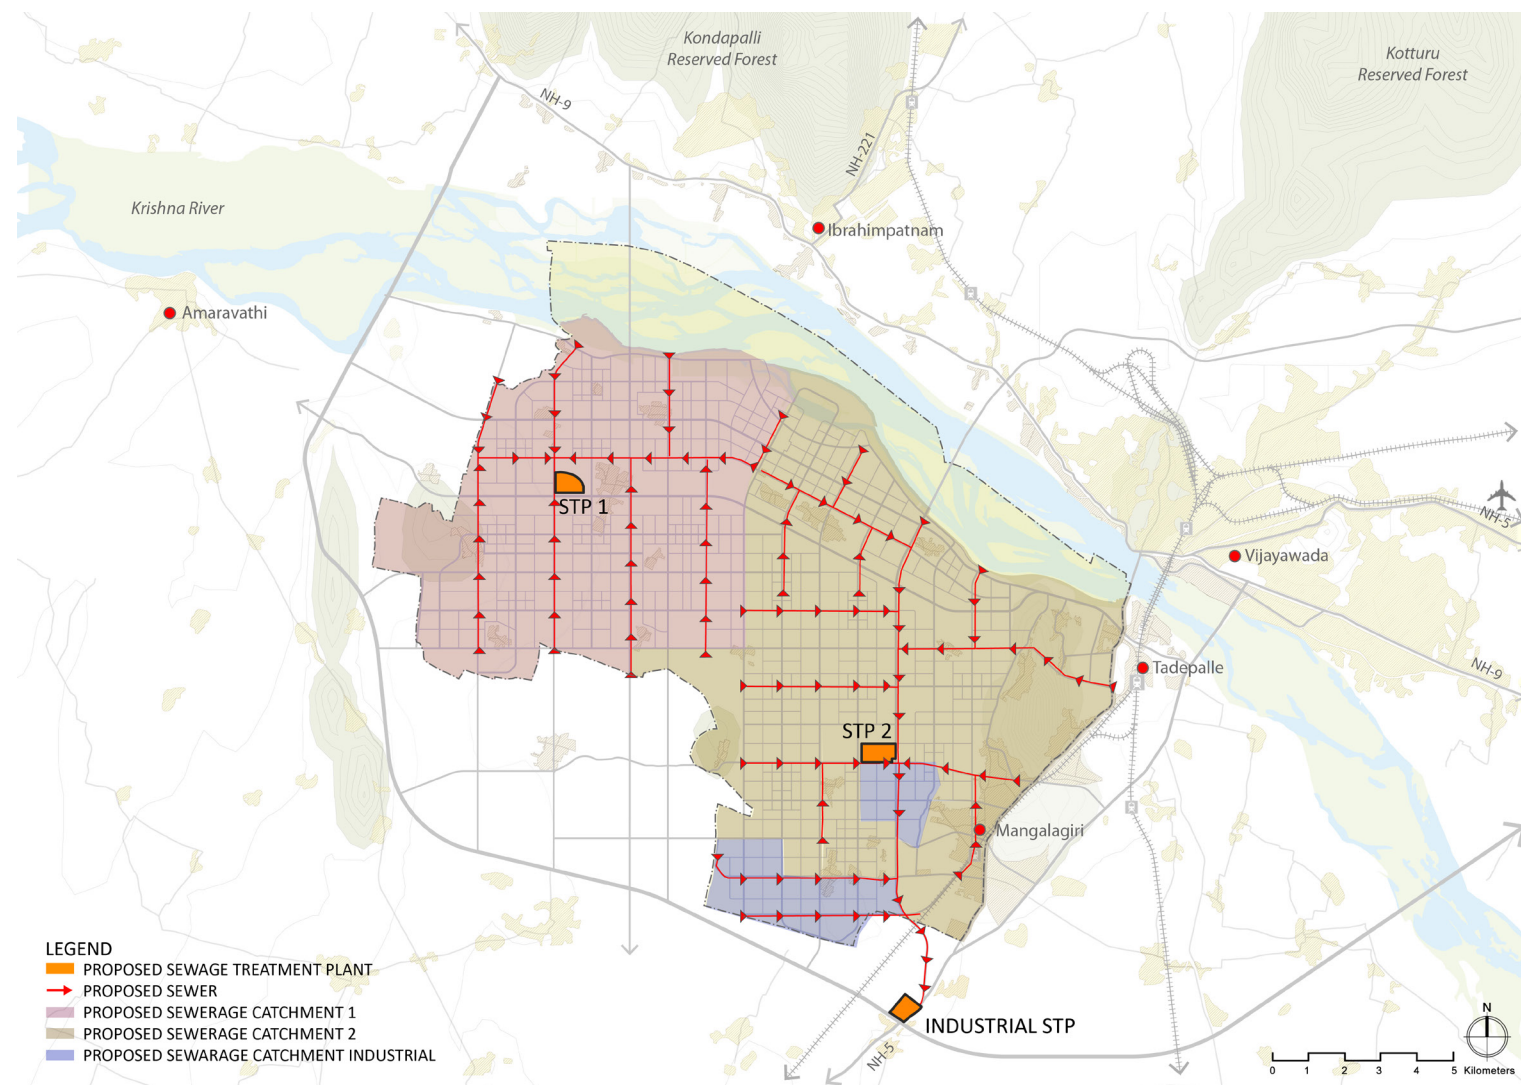 Kondapalli
Reserved Forest
Kotturu
Reserved Forest
NH-9
NH-221
Krishna River
Ibrahimpatnam
Amaravathi
STP 1
NH-5
Vijayawada
Tadepalle
NH-9
STP 2
Mangalagiri
LEGEND
PROPOSED SEWAGE TREATMENT PLANT
PROPOSED SEWER
PROPOSED SEWERAGE CATCHMENT 1
PROPOSED SEWERAGE CATCHMENT 2
PROPOSED SEWARAGE CATCHMENT INDUSTRIAL
INDUSTRIAL STP
NH-5
N
0 1 2 3 4 5 Kilometers